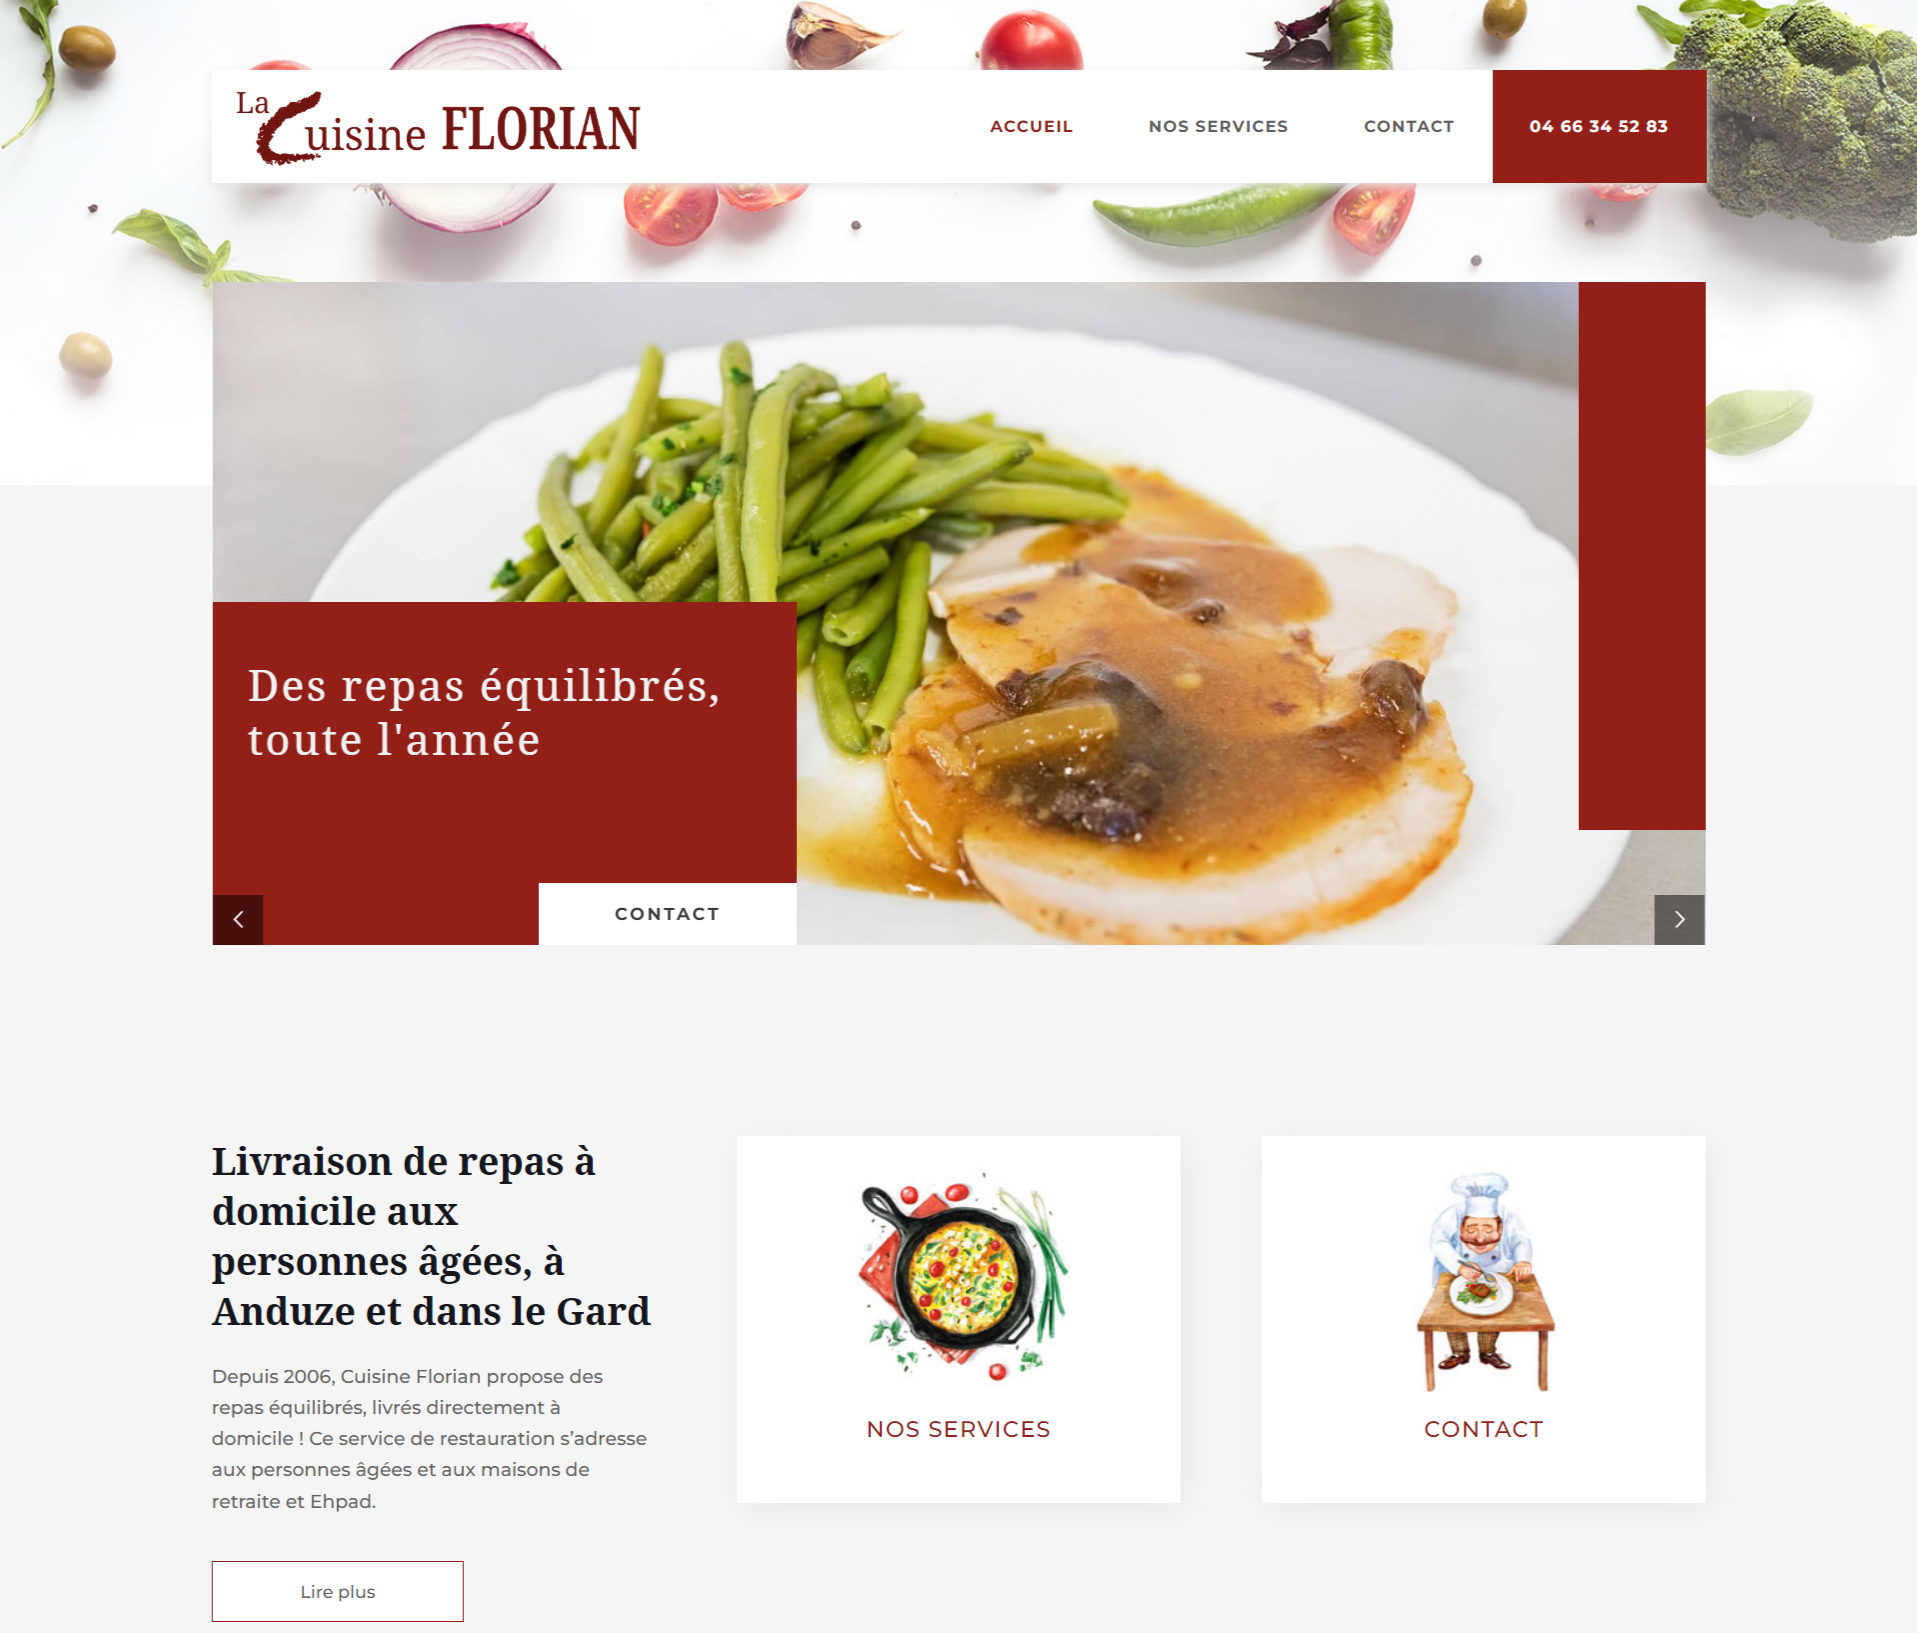 La Cuisine FLORIAN
ACCUEIL
NOS SERVICES
CONTACT
04 66 34 52 83
Des repas équilibrés,
toute l'année
CONTACT
Livraison de repas à
domicile aux
personnes âgées, à
Anduze et dans le Gard
Depuis 2006, Cuisine Florian propose des
repas équilibrés, livrés directement à
domicile ! Ce service de restauration s’adresse
aux personnes âgées et aux maisons de
retraite et Ehpad.
Lire plus
NOS SERVICES
CONTACT